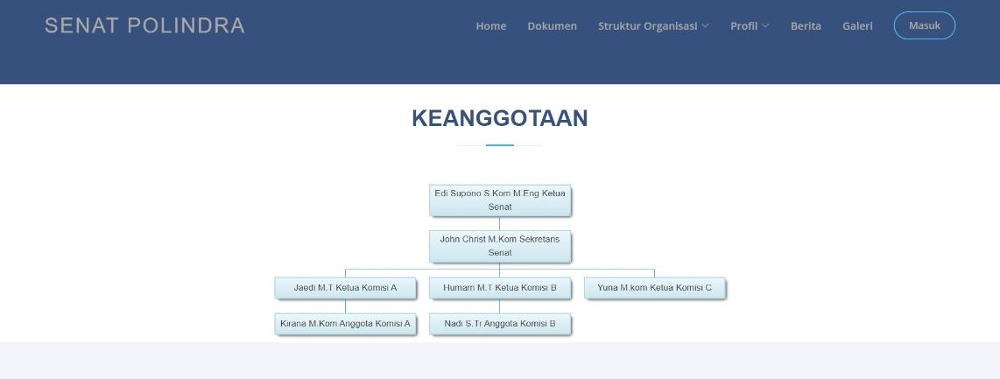 SENAT POLINDRA
Home
Dokumen
Struktur Organisasi
Profil
Berita
Galeri
Masuk
KEANGGOTAAN
Edi Supono S.Kom M.Eng Ketua
Senat
John Christ M.Kom Sekretaris
Senat
Jaedi M.T Ketua Komisi A
Humam M.T Ketua Komisi B
Yuna M.kom Ketua Komisi C
Kirana M.Kom Anggota Komisi A
Nadi S.Tr Anggota Komisi B